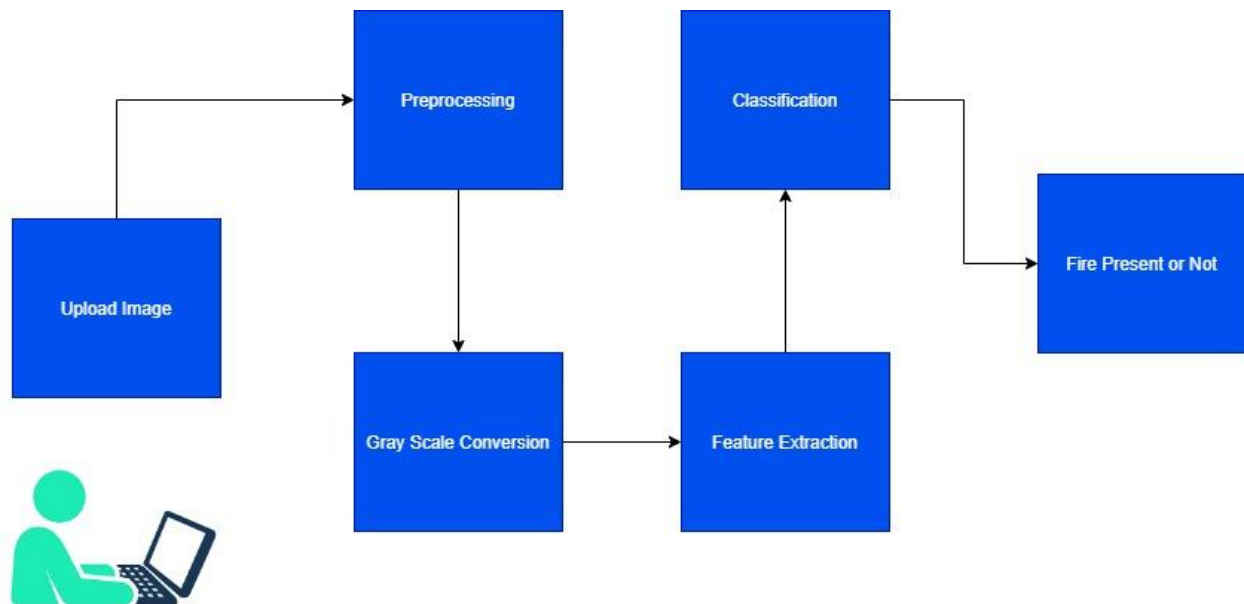 Upload Image
Preprocessing
Gray Scale Conversion
Feature Extraction
Classification
Fire Present or Not